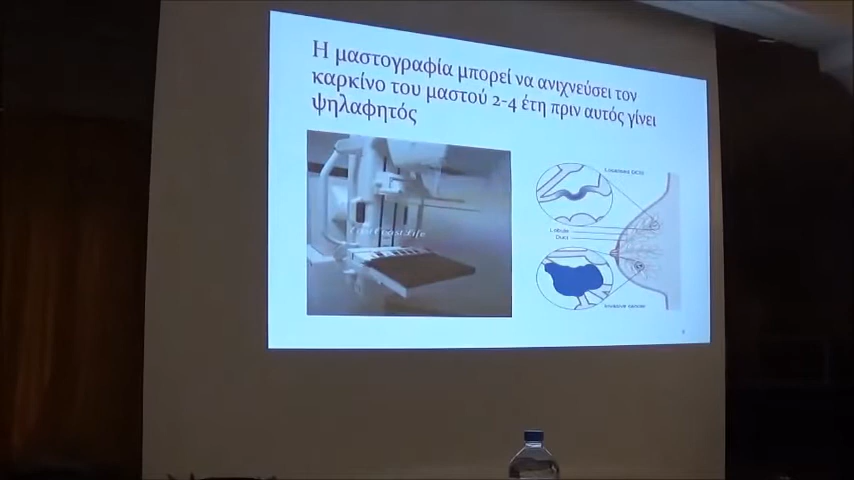 Η μαστογραφία μπορεί να ανιχνεύσει τον
καρκίνο του μαστού 2-4 έτη πριν αυτός γίνει
ψηλαφητός
Lobule
Duct